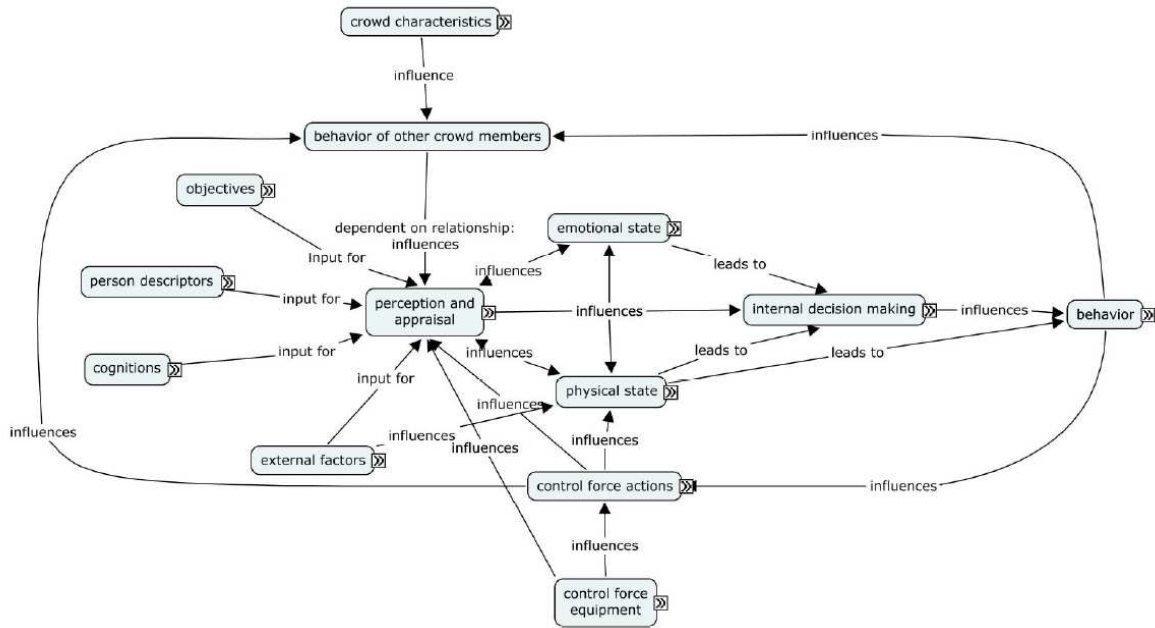 crowd characteristics
influence
behavior of other crowd members
influences
objectives
dependent on relationship:
influences
emotional state
Input for
influences
leads to
person descriptors
input for
perception and
appraisal
influences
internal decision making
influences
behavior
cognitions
input for
influences
leads to
leads to
input for
physical state
influences
influences
influences
influences
influences
external factors
control force actions
influences
influences
control force
equipment